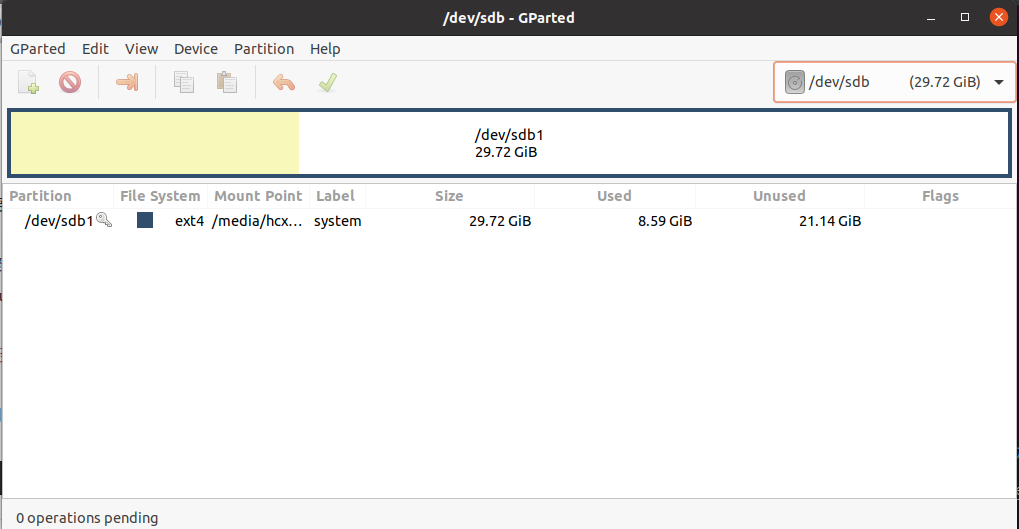 /dev/sdb - GParted
GParted Edit View Device Partition Help
/dev/sdb (29.72 GiB)
/dev/sdb1
29.72 GiB
Partition File System Mount Point Label Size Used Unused Flags
/dev/sdb1 ext4 /media/hcx... system 29.72 GiB 8.59 GiB 21.14 GiB
0 operations pending